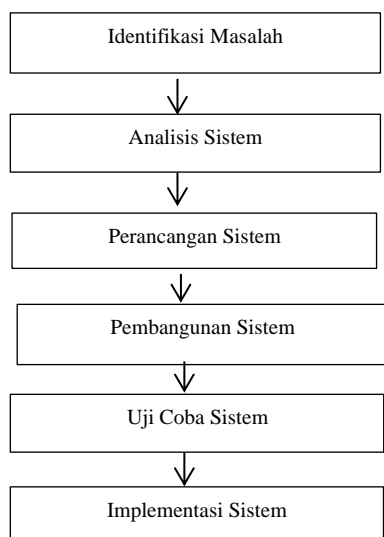 Identifikasi Masalah
Analisis Sistem
Perancangan Sistem
Pembangunan Sistem
Uji Coba Sistem
Implementasi Sistem